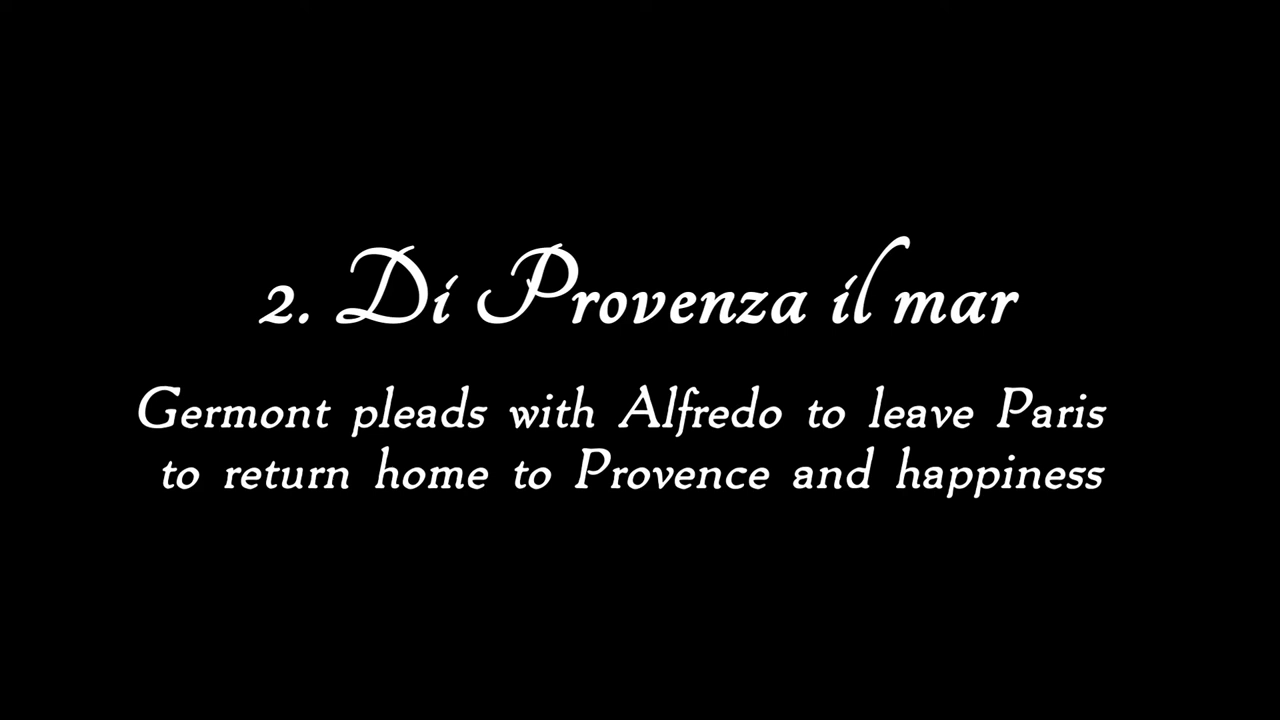 2. Di Provenza il mar
Germont pleads with Alfredo to leave Paris
to return home to Provence and happiness